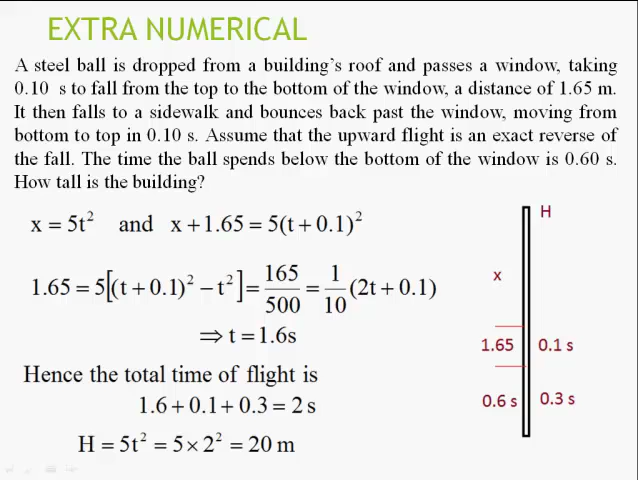 EXTRA NUMERICAL
A steel ball is dropped from a building's roof and passes a window, taking
0.10 s to fall from the top to the bottom of the window, a distance of 1.65 m.
It then falls to a sidewalk and bounces back past the window, moving from
bottom to top in 0.10 s. Assume that the upward flight is an exact reverse of
the fall. The time the ball spends below the bottom of the window is 0.60 s.
How tall is the building?
x = 5t² and x + 1.65 = 5(t + 0.1)²
1.65 = 5[(t + 0.1)² − t²] = 165/500 = 1/10 (2t + 0.1)
⇒ t = 1.6s
Hence the total time of flight is
1.6 + 0.1 + 0.3 = 2 s
H = 5t² = 5 × 2² = 20 m
H
x
1.65 0.1 s
0.6 s 0.3 s